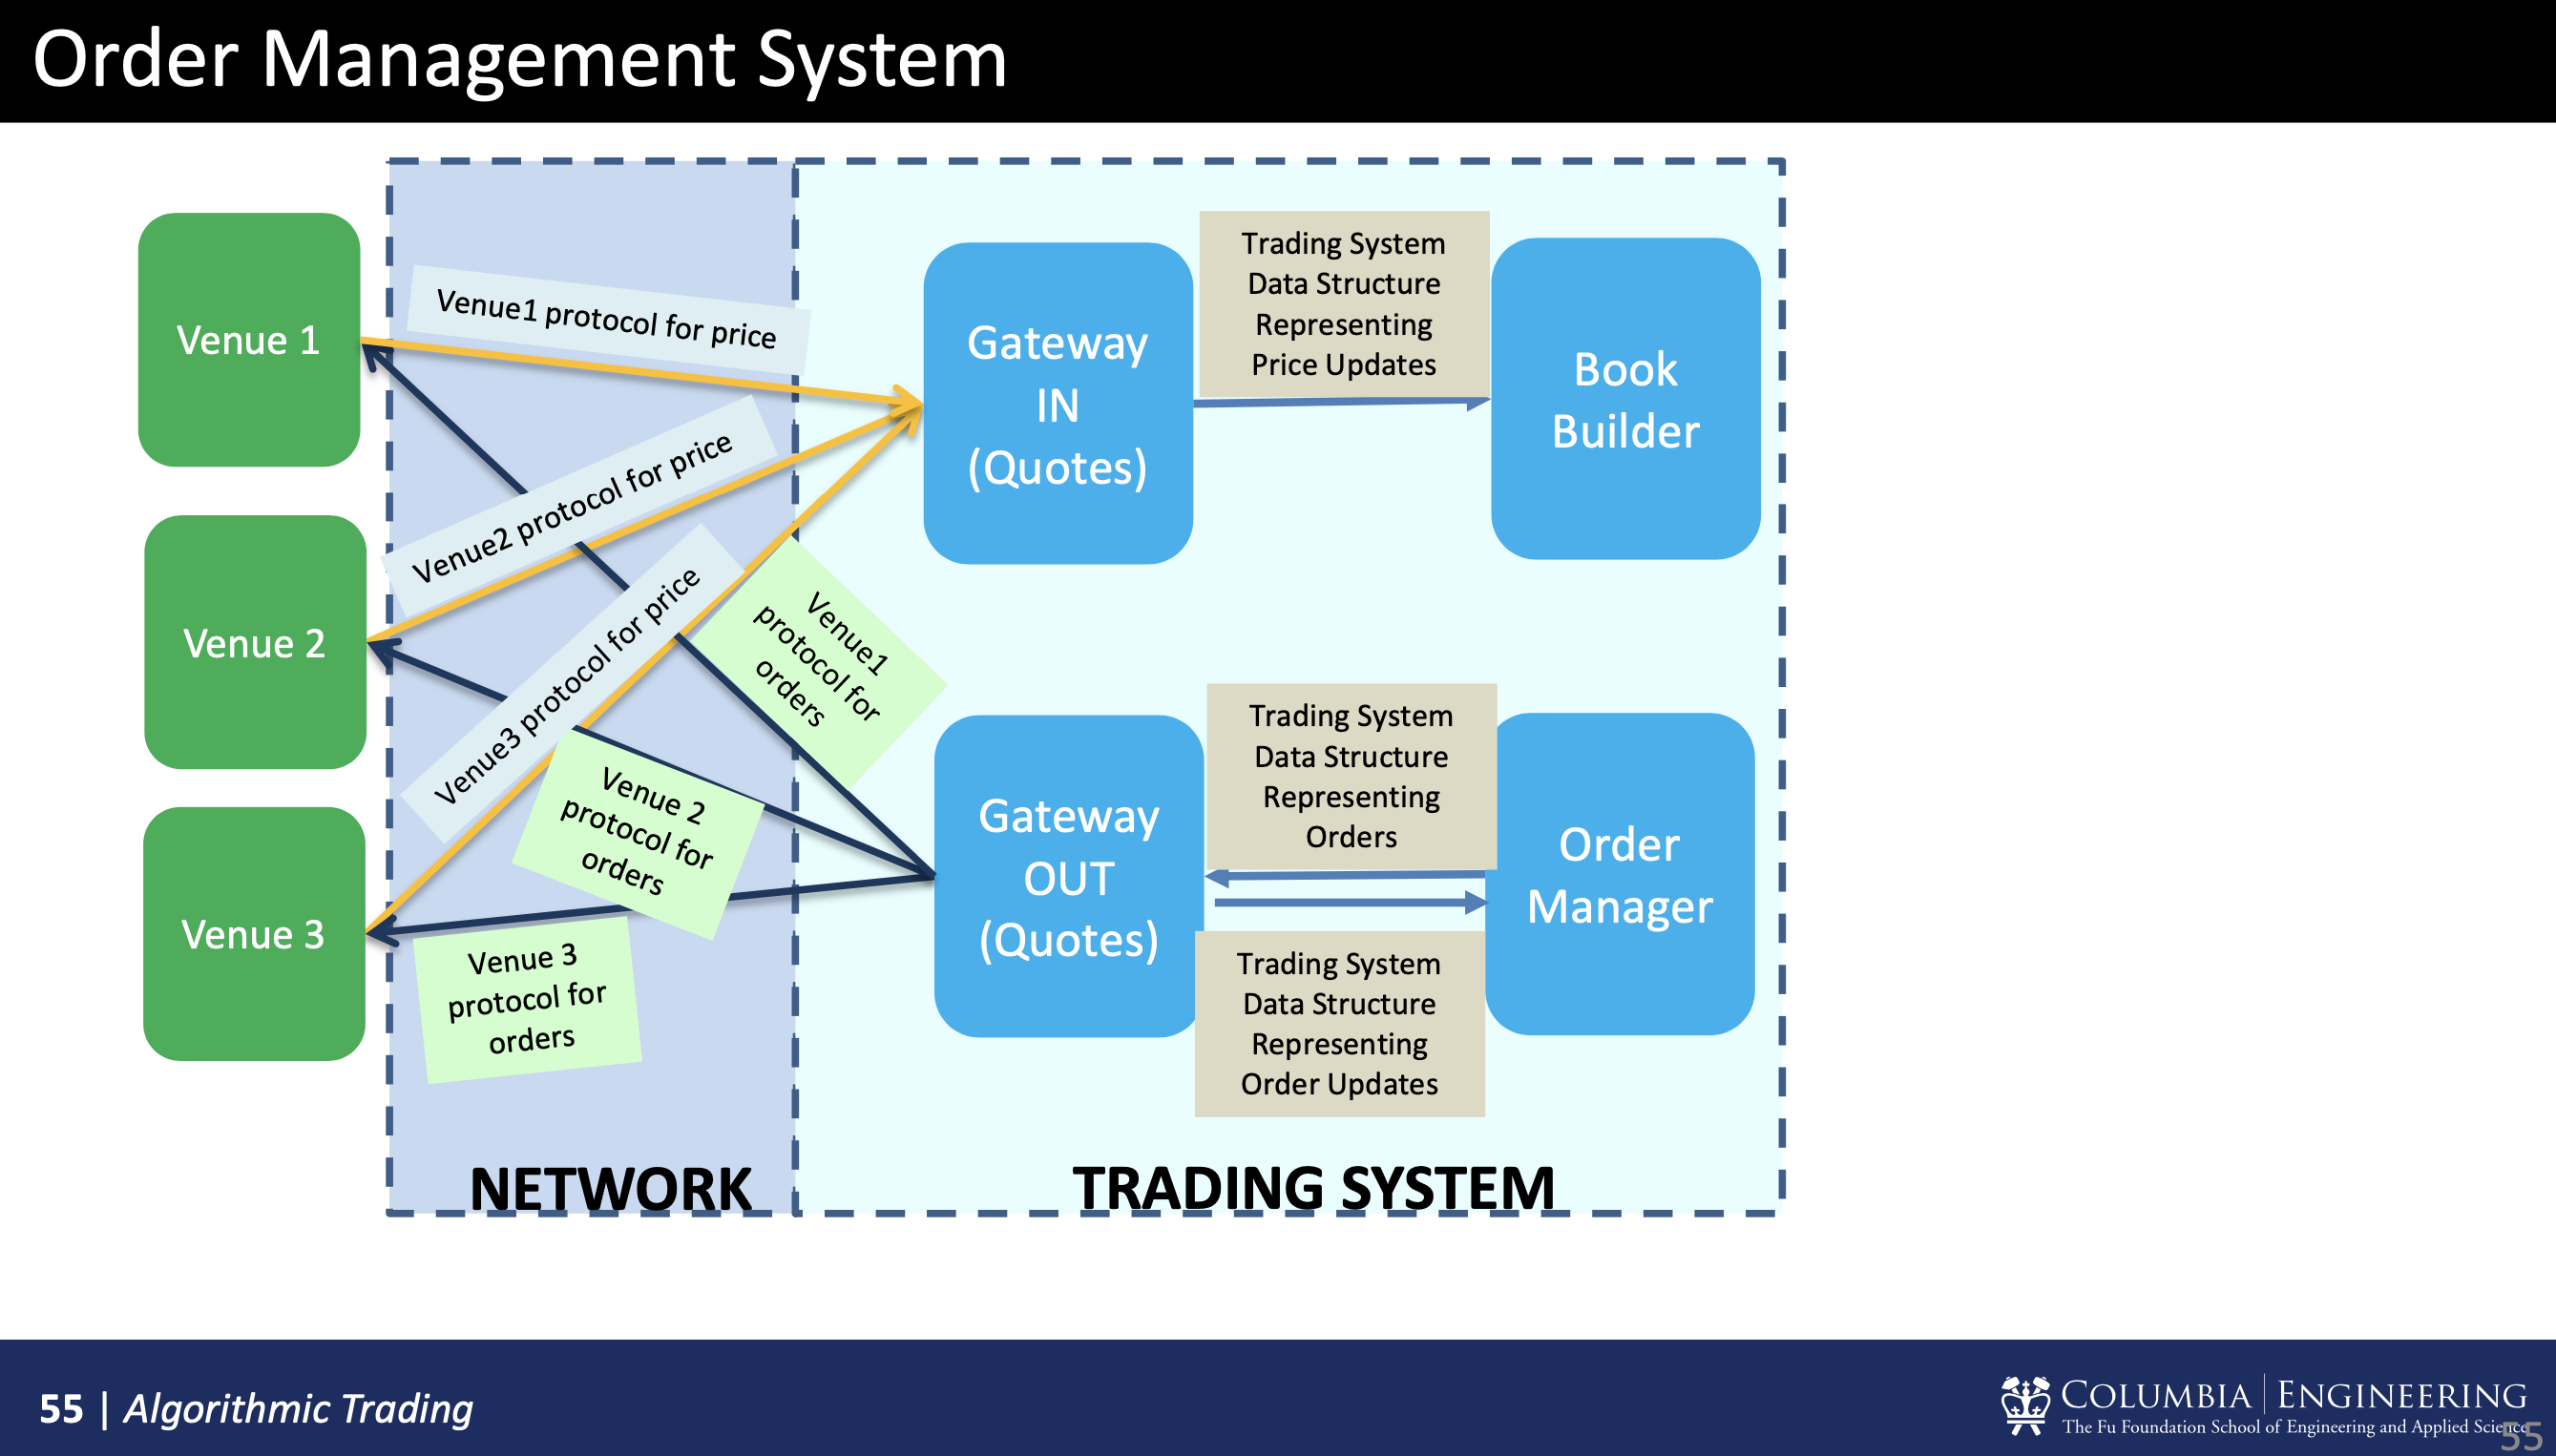 Order Management System
Venue 1
Venue 2
Venue 3
Venue1 protocol for price
Venue2 protocol for price
Venue3 protocol for price
Venue1
protocol for
orders
Venue 2
protocol for
orders
Venue 3
protocol for
orders
Gateway
IN
(Quotes)
Trading System
Data Structure
Representing
Price Updates
Book
Builder
Gateway
OUT
(Quotes)
Trading System
Data Structure
Representing
Orders
Trading System
Data Structure
Representing
Order Updates
Order
Manager
NETWORK
TRADING SYSTEM
55 | Algorithmic Trading
COLUMBIA | ENGINEERING
The Fu Foundation School of Engineering and Applied Science
55